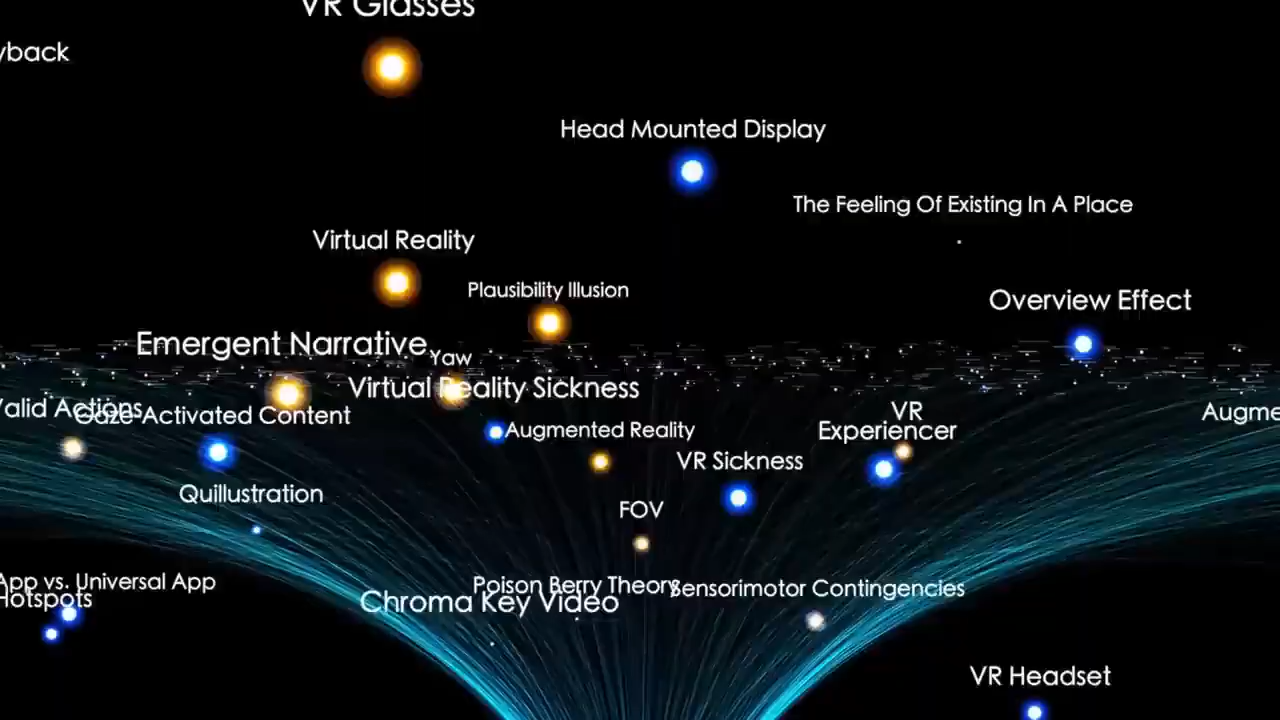 VR Glasses
yback
Head Mounted Display
The Feeling Of Existing In A Place
Virtual Reality
Plausibility Illusion
Overview Effect
Emergent Narrative
Yaw
Virtual Reality Sickness
Valid Actions
Gaze-Activated Content
VR
Experiencer
Augme
Augmented Reality
VR Sickness
Quillustration
FOV
App vs. Universal App
Hotspots
Poison Berry Theory
Sensorimotor Contingencies
Chroma Key Video
VR Headset